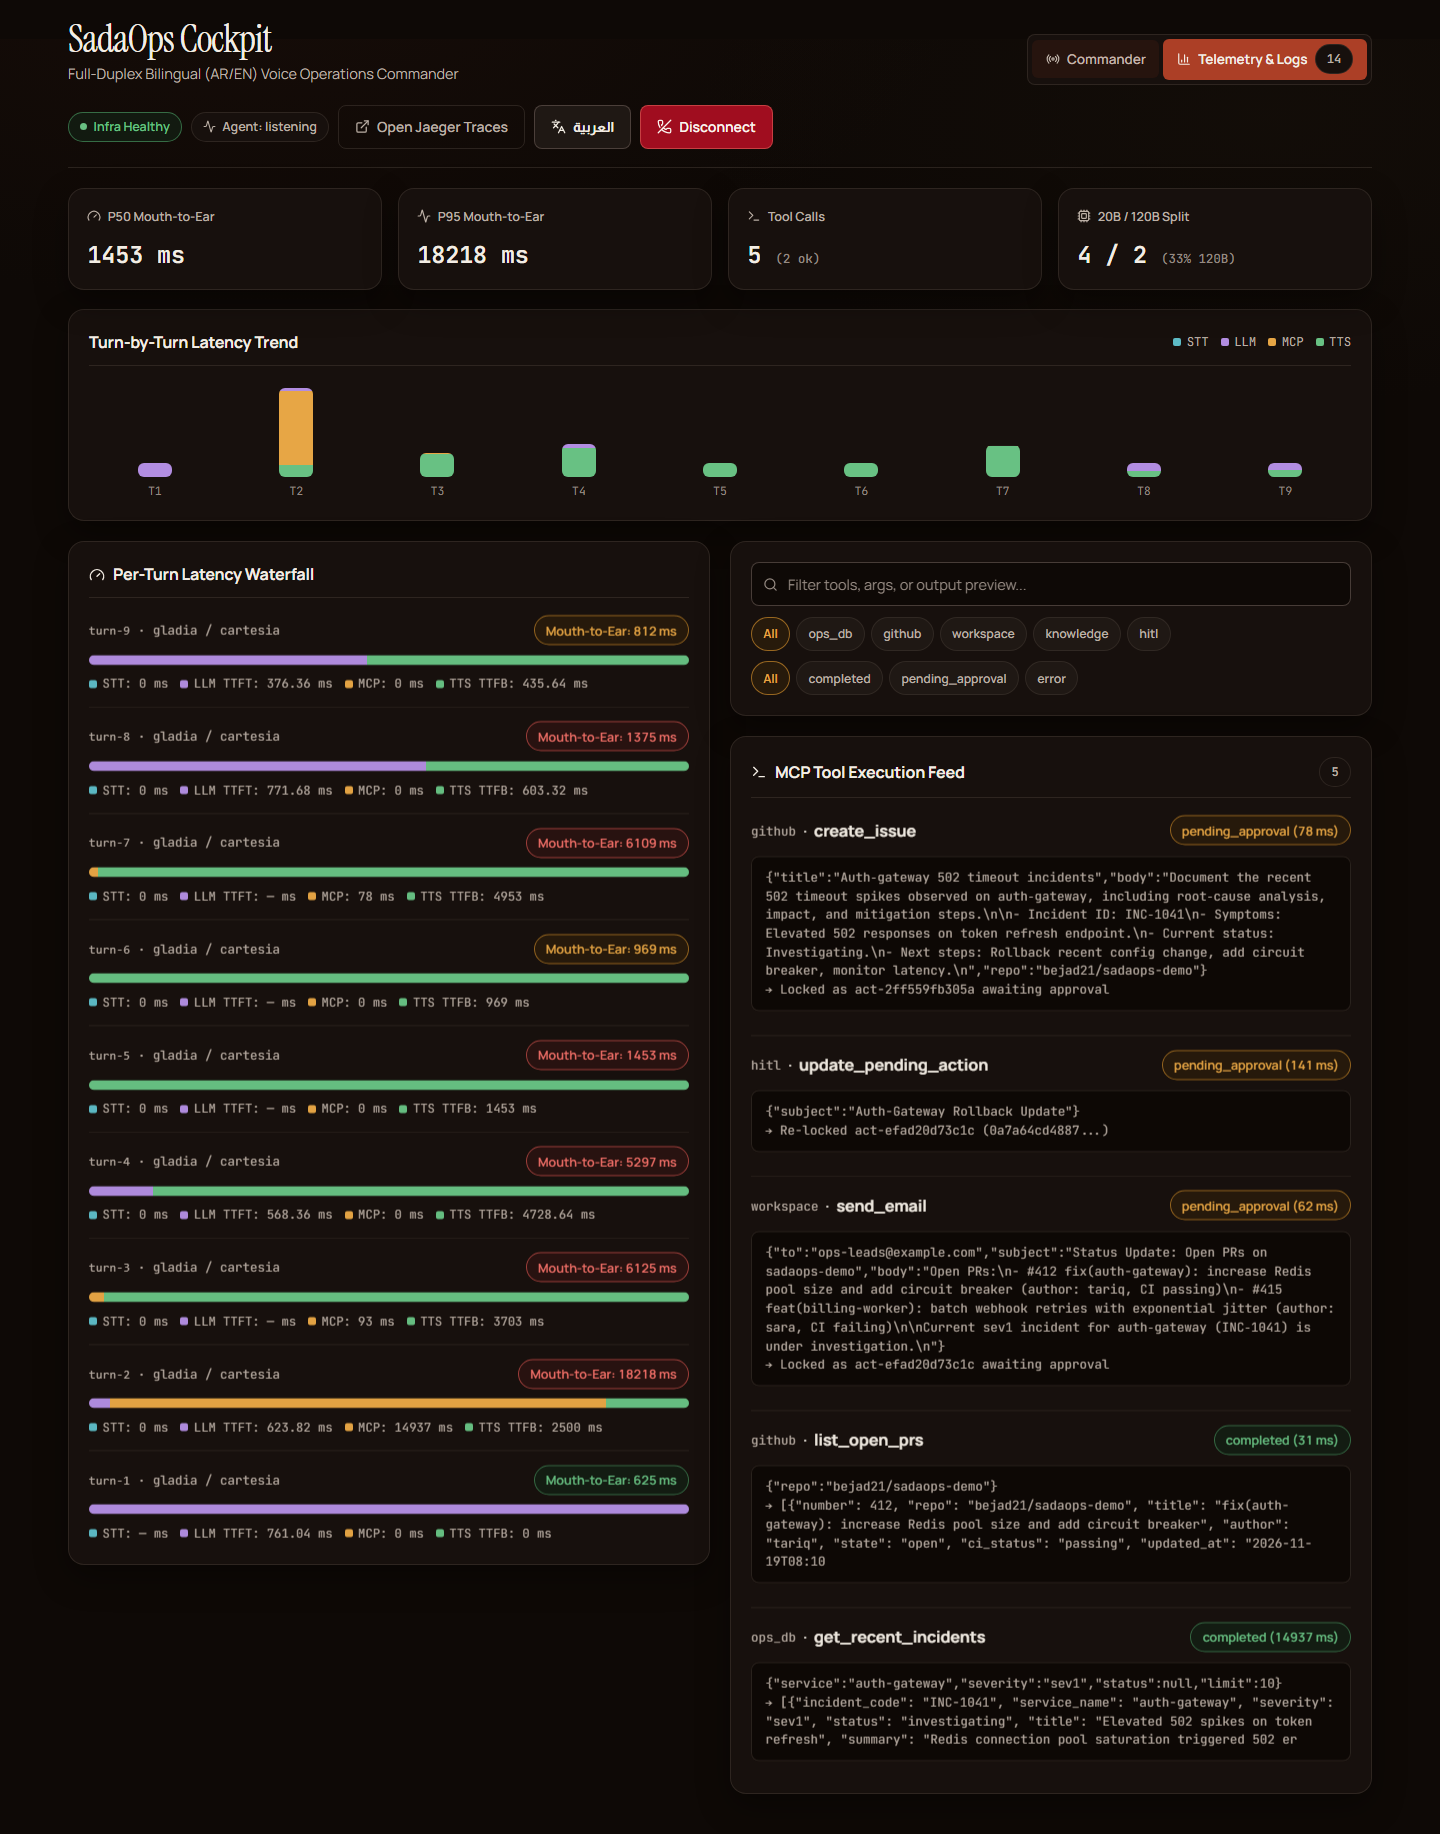 SadaOps Cockpit
Full-Duplex Bilingual (AR/EN) Voice Operations Commander
Commander
Telemetry & Logs 14
Infra Healthy
Agent: listening
Open Jaeger Traces
العربية
Disconnect
P50 Mouth-to-Ear
1453 ms
P95 Mouth-to-Ear
18218 ms
Tool Calls
5 (2 ok)
20B / 120B Split
4 / 2 (33% 120B)
Turn-by-Turn Latency Trend
STT LLM MCP TTS
T1 T2 T3 T4 T5 T6 T7 T8 T9
Per-Turn Latency Waterfall
turn-9 · gladia / cartesia Mouth-to-Ear: 812 ms
STT: 0 ms LLM TTFT: 376.36 ms MCP: 0 ms TTS TTFB: 435.64 ms
turn-8 · gladia / cartesia Mouth-to-Ear: 1375 ms
STT: 0 ms LLM TTFT: 771.68 ms MCP: 0 ms TTS TTFB: 603.32 ms
turn-7 · gladia / cartesia Mouth-to-Ear: 6109 ms
STT: 0 ms LLM TTFT: — ms MCP: 78 ms TTS TTFB: 4953 ms
turn-6 · gladia / cartesia Mouth-to-Ear: 969 ms
STT: 0 ms LLM TTFT: — ms MCP: 0 ms TTS TTFB: 969 ms
turn-5 · gladia / cartesia Mouth-to-Ear: 1453 ms
STT: 0 ms LLM TTFT: — ms MCP: 0 ms TTS TTFB: 1453 ms
turn-4 · gladia / cartesia Mouth-to-Ear: 5297 ms
STT: 0 ms LLM TTFT: 568.36 ms MCP: 0 ms TTS TTFB: 4728.64 ms
turn-3 · gladia / cartesia Mouth-to-Ear: 6125 ms
STT: 0 ms LLM TTFT: — ms MCP: 93 ms TTS TTFB: 3703 ms
turn-2 · gladia / cartesia Mouth-to-Ear: 18218 ms
STT: 0 ms LLM TTFT: 623.82 ms MCP: 14937 ms TTS TTFB: 2500 ms
turn-1 · gladia / cartesia Mouth-to-Ear: 625 ms
STT: — ms LLM TTFT: 761.04 ms MCP: 0 ms TTS TTFB: 0 ms
Filter tools, args, or output preview...
All ops_db github workspace knowledge hitl
All completed pending_approval error
MCP Tool Execution Feed 5
github · create_issue pending_approval (78 ms)
{"title":"Auth-gateway 502 timeout incidents","body":"Document the recent
502 timeout spikes observed on auth-gateway, including root-cause analysis,
impact, and mitigation steps.\n\n- Incident ID: INC-1041\n- Symptoms:
Elevated 502 responses on token refresh endpoint.\n- Current status:
Investigating.\n- Next steps: Rollback recent config change, add circuit
breaker, monitor latency.\n","repo":"bejad21/sadaops-demo"}
→ Locked as act-2ff559fb305a awaiting approval
hitl · update_pending_action pending_approval (141 ms)
{"subject":"Auth-Gateway Rollback Update"}
→ Re-locked act-efad20d73c1c (0a7a64cd4887...)
workspace · send_email pending_approval (62 ms)
{"to":"ops-leads@example.com","subject":"Status Update: Open PRs on
sadaops-demo","body":"Open PRs:\n- #412 fix(auth-gateway): increase Redis
pool size and add circuit breaker (author: tariq, CI passing)\n- #415
feat(billing-worker): batch webhook retries with exponential jitter (author:
sara, CI failing)\n\nCurrent sev1 incident for auth-gateway (INC-1041) is
under investigation.\n"}
→ Locked as act-efad20d73c1c awaiting approval
github · list_open_prs completed (31 ms)
{"repo":"bejad21/sadaops-demo"}
→ [{"number": 412, "repo": "bejad21/sadaops-demo", "title": "fix(auth-
gateway): increase Redis pool size and add circuit breaker", "author":
"tariq", "state": "open", "ci_status": "passing", "updated_at": "2026-11-
19T08:10
ops_db · get_recent_incidents completed (14937 ms)
{"service":"auth-gateway","severity":"sev1","status":null,"limit":10}
→ [{"incident_code": "INC-1041", "service_name": "auth-gateway", "severity":
"sev1", "status": "investigating", "title": "Elevated 502 spikes on token
refresh", "summary": "Redis connection pool saturation triggered 502 er